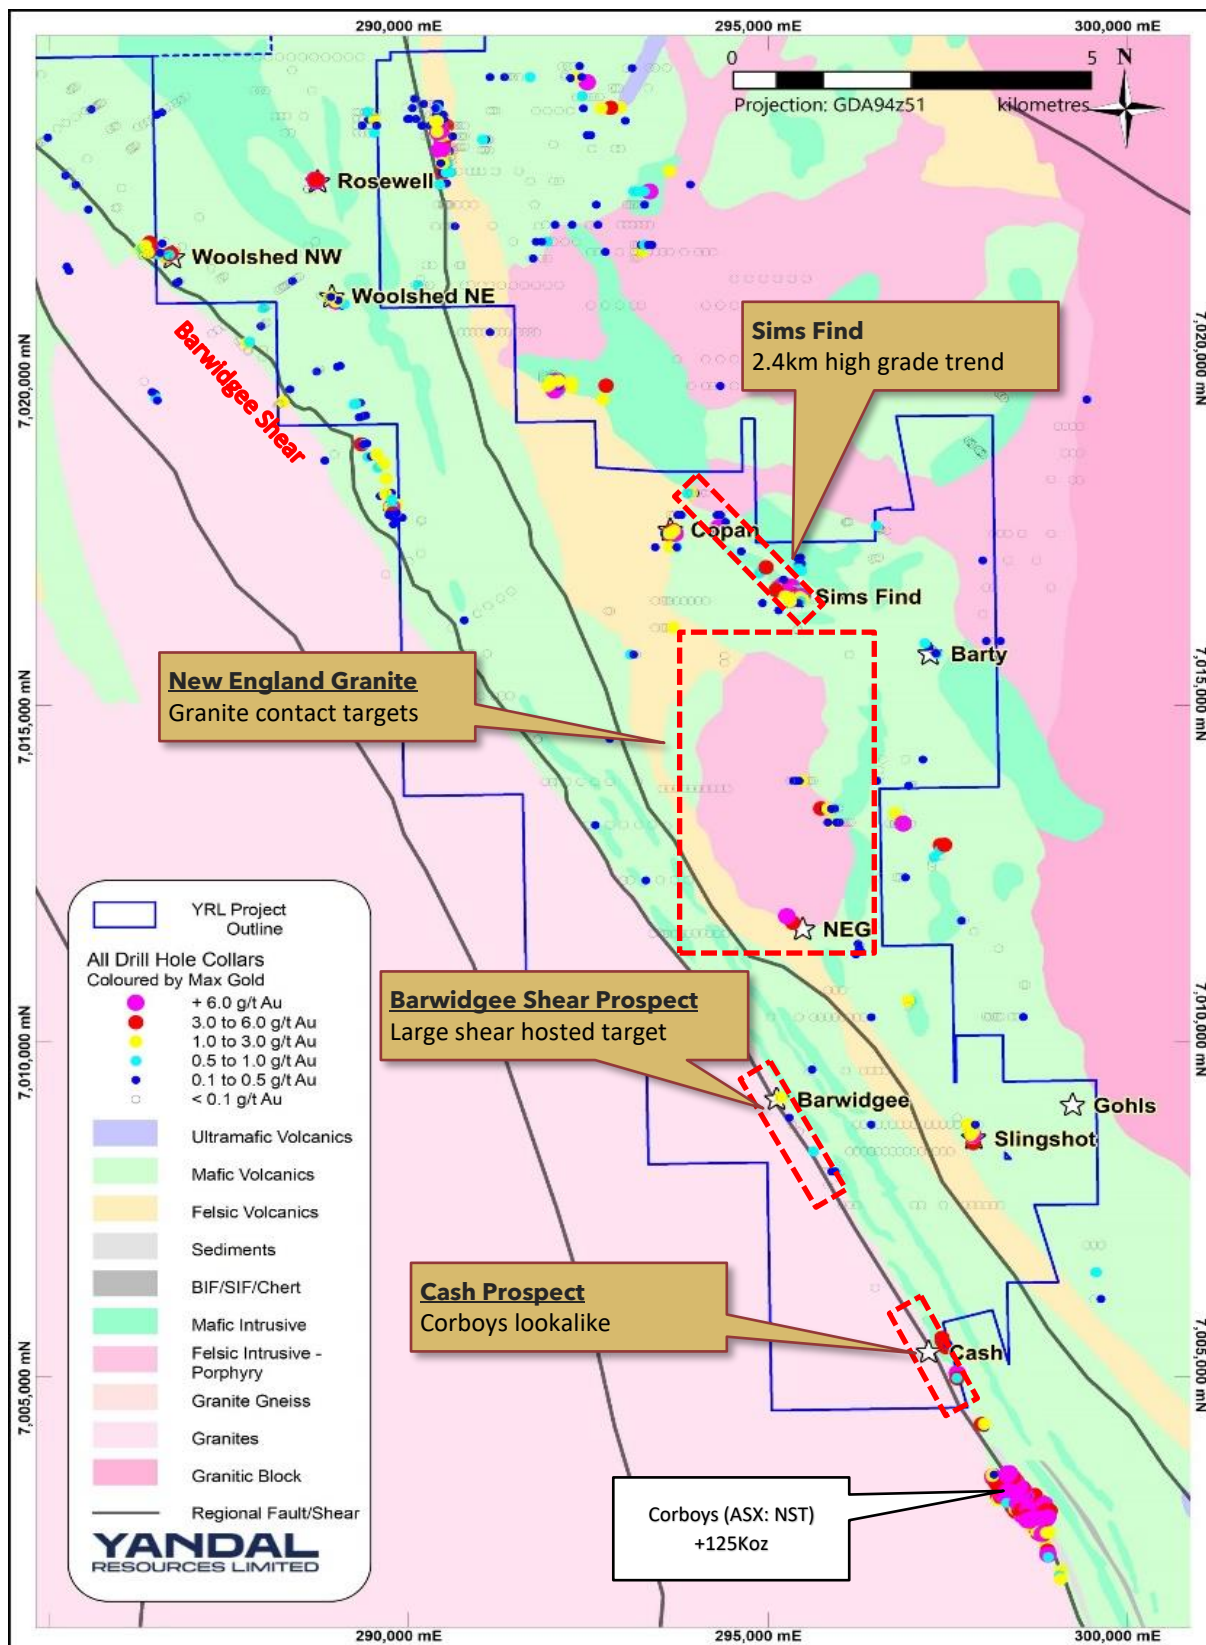 290,000 mE
295,000 mE
300,000 mE
0
5
N
Projection: GDA94z51
kilometres
Rosewell
Woolshed NW
Woolshed NE
Barwidgee Shear
7,020,000 mN
7,020,000 mN
Sims Find
2.4km high grade trend
Copan
Sims Find
Barty
New England Granite
Granite contact targets
7,015,000 mN
7,015,000 mN
NEG
YRL Project
Outline
All Drill Hole Collars
Coloured by Max Gold
+ 6.0 g/t Au
3.0 to 6.0 g/t Au
1.0 to 3.0 g/t Au
0.5 to 1.0 g/t Au
0.1 to 0.5 g/t Au
< 0.1 g/t Au
Ultramafic Volcanics
Mafic Volcanics
Felsic Volcanics
Sediments
BIF/SIF/Chert
Mafic Intrusive
Felsic Intrusive -
Porphyry
Granite Gneiss
Granites
Granitic Block
Regional Fault/Shear
YANDAL
RESOURCES LIMITED
Barwidgee Shear Prospect
Large shear hosted target
7,010,000 mN
7,010,000 mN
Barwidgee
Gohls
Slingshot
Cash Prospect
Corboys lookalike
Cash
7,005,000 mN
7,005,000 mN
Corboys (ASX: NST)
+125Koz
290,000 mE
295,000 mE
300,000 mE